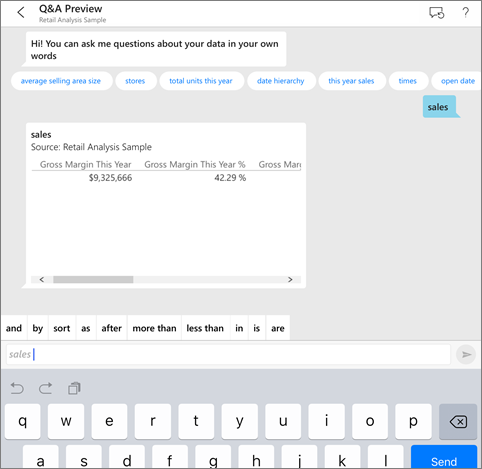 Q&A Preview
Retail Analysis Sample
?
Hi! You can ask me questions about your data in your own
words
average selling area size stores total units this year date hierarchy this year sales times open date
sales
sales
Source: Retail Analysis Sample
Gross Margin This Year Gross Margin This Year % Gross
$9,325,666 42.29 %
and by sort as after more than less than in is are
sales
q w e r t y u i o p
a s d f g h j k l Send